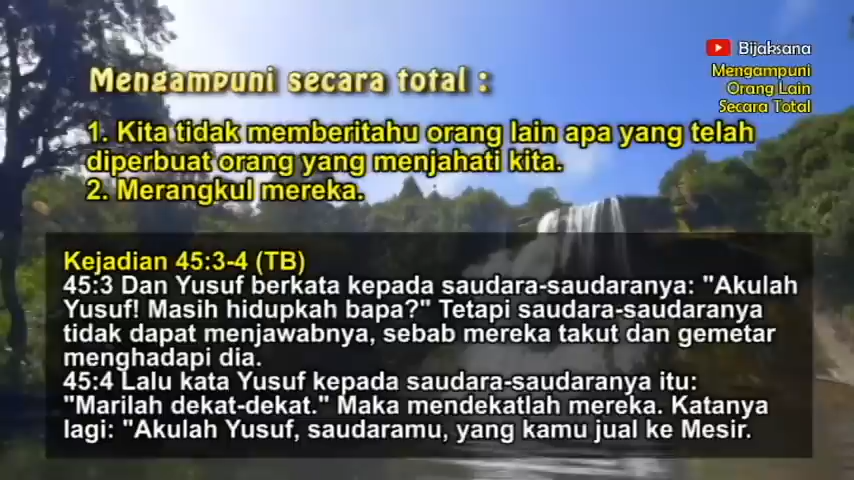 Bijaksana
Mengampuni
Orang Lain
Secara Total
Mengampuni secara total :
1. Kita tidak memberitahu orang lain apa yang telah
diperbuat orang yang menjahati kita.
2. Merangkul mereka.
Kejadian 45:3-4 (TB)
45:3 Dan Yusuf berkata kepada saudara-saudaranya: "Akulah
Yusuf! Masih hidupkah bapa?" Tetapi saudara-saudaranya
tidak dapat menjawabnya, sebab mereka takut dan gemetar
menghadapi dia.
45:4 Lalu kata Yusuf kepada saudara-saudaranya itu:
"Marilah dekat-dekat." Maka mendekatlah mereka. Katanya
lagi: "Akulah Yusuf, saudaramu, yang kamu jual ke Mesir.